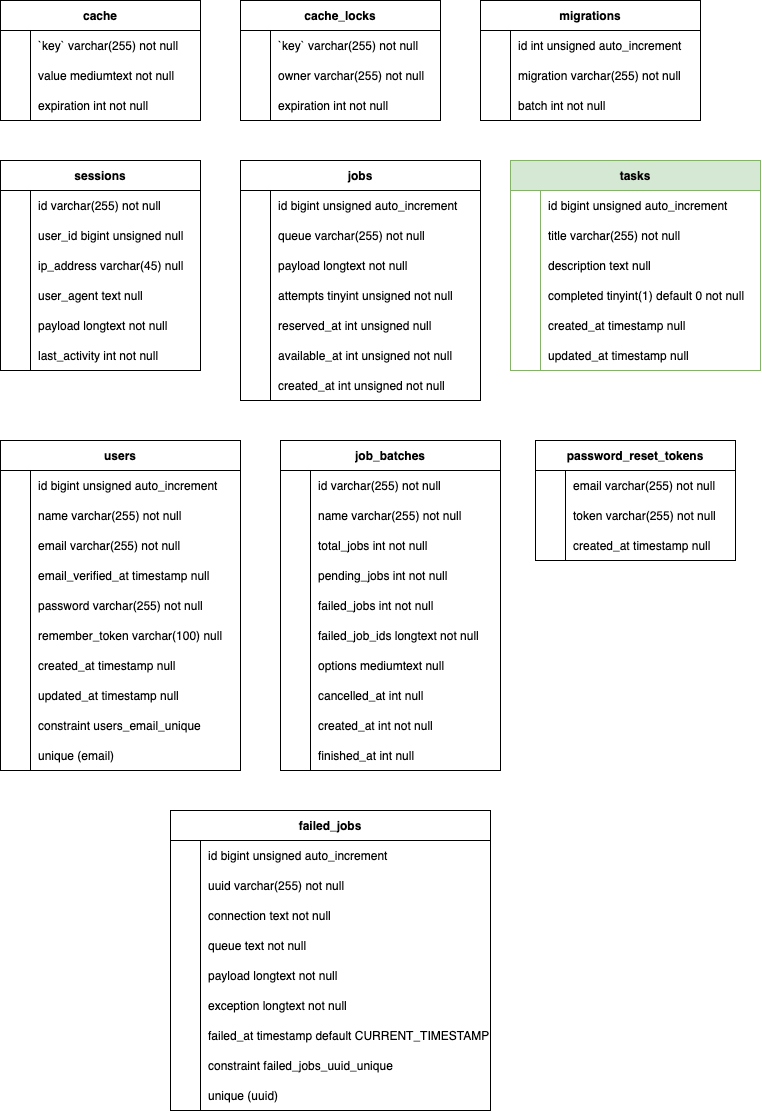 cache
`key` varchar(255) not null
value mediumtext not null
expiration int not null
cache_locks
`key` varchar(255) not null
owner varchar(255) not null
expiration int not null
migrations
id int unsigned auto_increment
migration varchar(255) not null
batch int not null
sessions
id varchar(255) not null
user_id bigint unsigned null
ip_address varchar(45) null
user_agent text null
payload longtext not null
last_activity int not null
jobs
id bigint unsigned auto_increment
queue varchar(255) not null
payload longtext not null
attempts tinyint unsigned not null
reserved_at int unsigned null
available_at int unsigned not null
created_at int unsigned not null
tasks
id bigint unsigned auto_increment
title varchar(255) not null
description text null
completed tinyint(1) default 0 not null
created_at timestamp null
updated_at timestamp null
users
id bigint unsigned auto_increment
name varchar(255) not null
email varchar(255) not null
email_verified_at timestamp null
password varchar(255) not null
remember_token varchar(100) null
created_at timestamp null
updated_at timestamp null
constraint users_email_unique
unique (email)
job_batches
id varchar(255) not null
name varchar(255) not null
total_jobs int not null
pending_jobs int not null
failed_jobs int not null
failed_job_ids longtext not null
options mediumtext null
cancelled_at int null
created_at int not null
finished_at int null
password_reset_tokens
email varchar(255) not null
token varchar(255) not null
created_at timestamp null
failed_jobs
id bigint unsigned auto_increment
uuid varchar(255) not null
connection text not null
queue text not null
payload longtext not null
exception longtext not null
failed_at timestamp default CURRENT_TIMESTAMP
constraint failed_jobs_uuid_unique
unique (uuid)